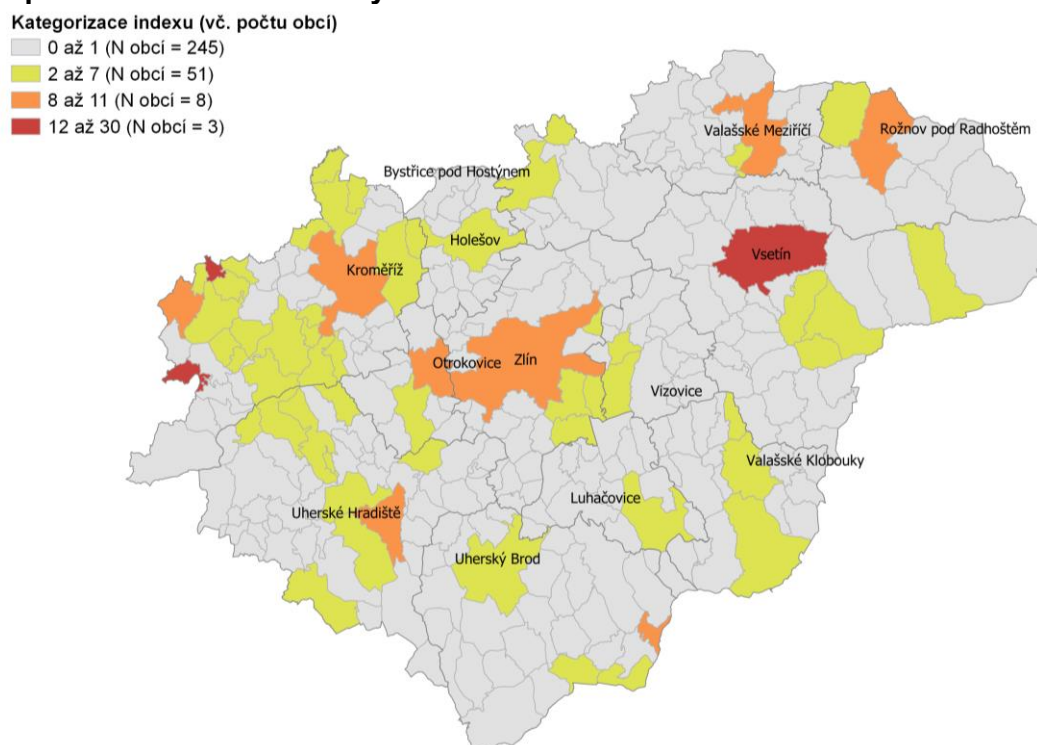 Kategorizace indexu (vč. počtu obcí)
0 až 1 (N obcí = 245)
2 až 7 (N obcí = 51)
8 až 11 (N obcí = 8)
12 až 30 (N obcí = 3)
Valašské Meziříčí
Rožnov pod Radhoštěm
Bystřice pod Hostýnem
Holešov
Vsetín
Kroměříž
Otrokovice
Zlín
Vizovice
Valašské Klobouky
Luhačovice
Uherské Hradiště
Uherský Brod